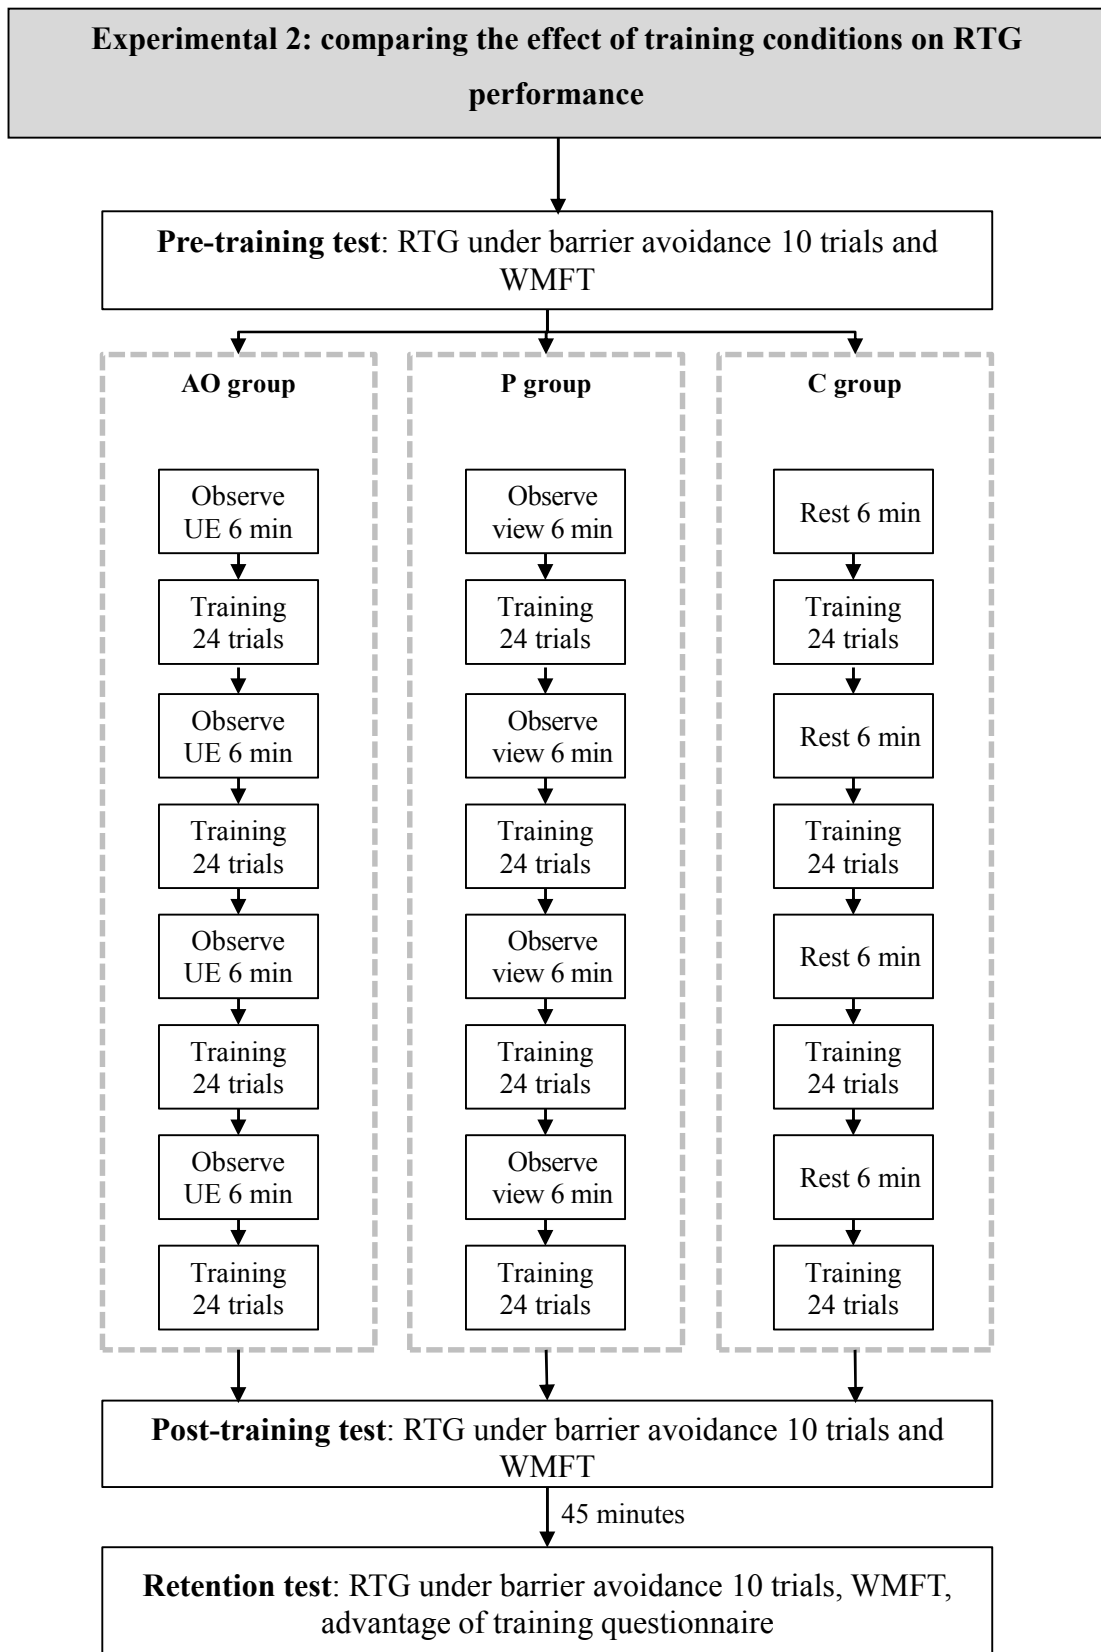 Experimental 2: comparing the effect of training conditions on RTG
performance
Pre-training test: RTG under barrier avoidance 10 trials and
WMFT
AO group
Observe
UE 6 min
Training
24 trials
Observe
UE 6 min
Training
24 trials
Observe
UE 6 min
Training
24 trials
Observe
UE 6 min
Training
24 trials
P group
Observe
view 6 min
Training
24 trials
Observe
view 6 min
Training
24 trials
Observe
view 6 min
Training
24 trials
Observe
view 6 min
Training
24 trials
C group
Rest 6 min
Training
24 trials
Rest 6 min
Training
24 trials
Rest 6 min
Training
24 trials
Rest 6 min
Training
24 trials
Post-training test: RTG under barrier avoidance 10 trials and
WMFT
45 minutes
Retention test: RTG under barrier avoidance 10 trials, WMFT,
advantage of training questionnaire